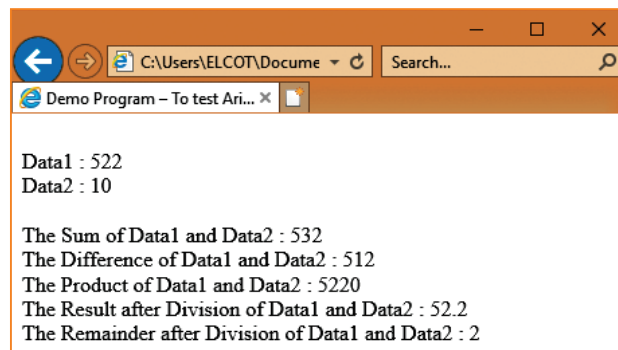 C:\Users\ELCOT\Docume
Search...
Demo Program – To test Ari...
Data1 : 522
Data2 : 10
The Sum of Data1 and Data2 : 532
The Difference of Data1 and Data2 : 512
The Product of Data1 and Data2 : 5220
The Result after Division of Data1 and Data2 : 52.2
The Remainder after Division of Data1 and Data2 : 2